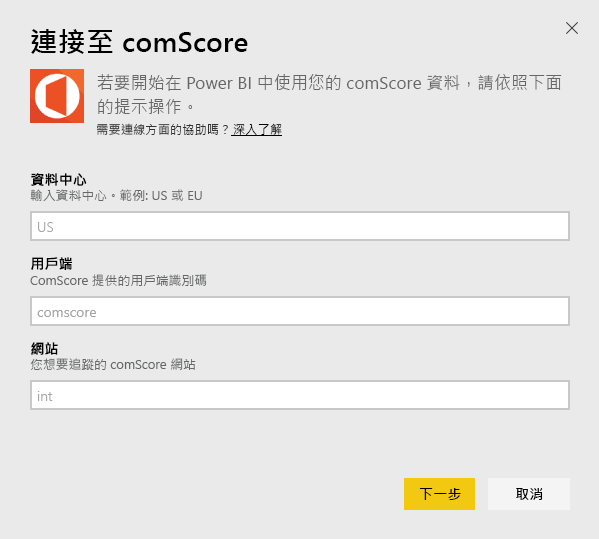 連接至 comScore
若要開始在 Power BI 中使用您的 comScore 資料，請依照下面
的提示操作。
需要連線方面的協助嗎？深入了解
資料中心
輸入資料中心。範例: US 或 EU
US
用戶端
ComScore 提供的用戶端識別碼
comscore
網站
您想要追蹤的 comScore 網站
int
下一步
取消